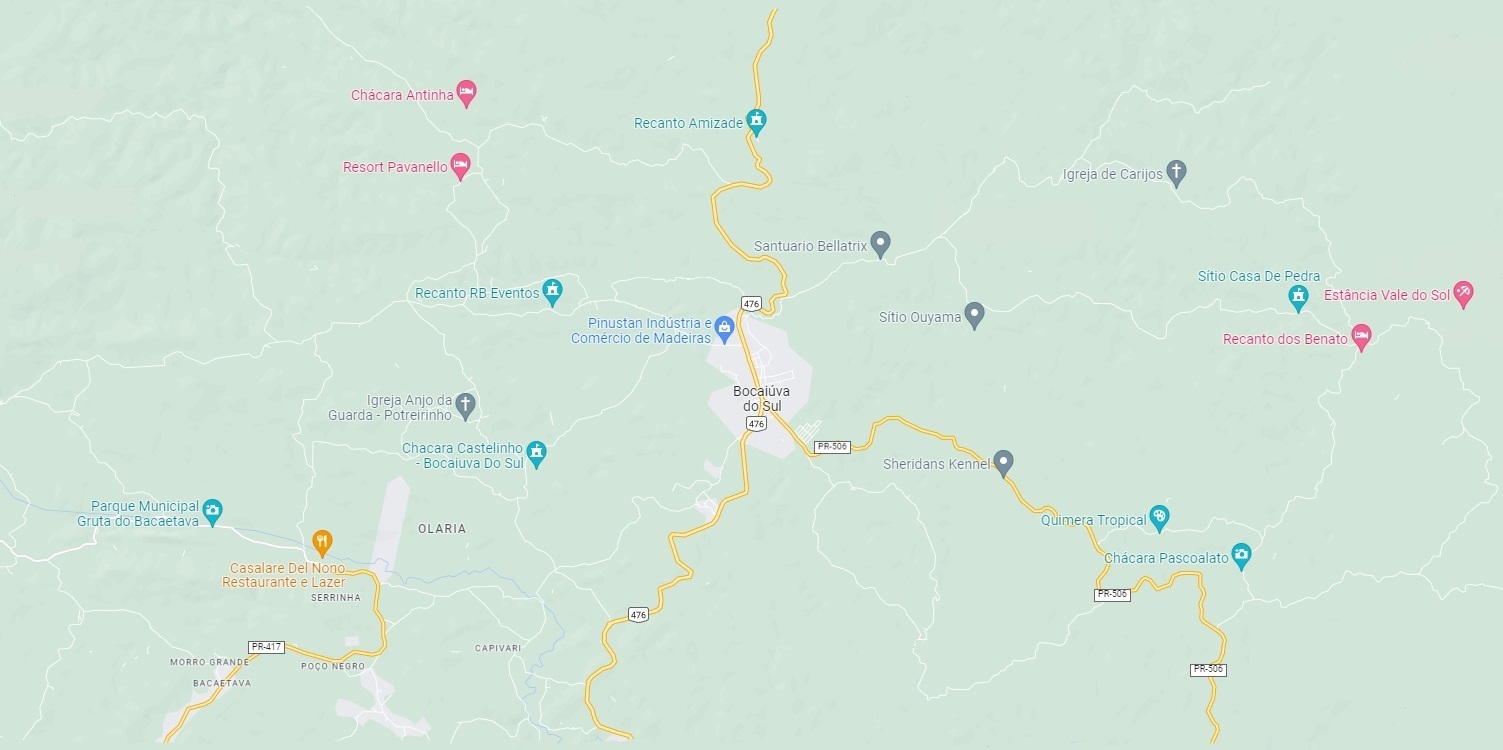 Chácara Antinha
Recanto Amizade
Resort Pavanello
Igreja de Carijos
Santuario Bellatrix
Sítio Casa De Pedra
Recanto RB Eventos
Estância Vale do Sol
476
Sítio Ouyama
Pinustan Indústria e
Comércio de Madeiras
Recanto dos Benato
Bocaiúva
do Sul
Igreja Anjo da
Guarda - Potreirinho
476
PR-506
Chacara Castelinho
- Bocaiuva Do Sul
Sheridans Kennel
Parque Municipal
Gruta do Bacaetava
OLARIA
Quimera Tropical
Chácara Pascoalato
Casalare Del Nono
Restaurante e Lazer
SERRINHA
PR-506
476
PR-417
CAPIVARI
MORRO GRANDE
POÇO NEGRO
PR-506
BACAETAVA